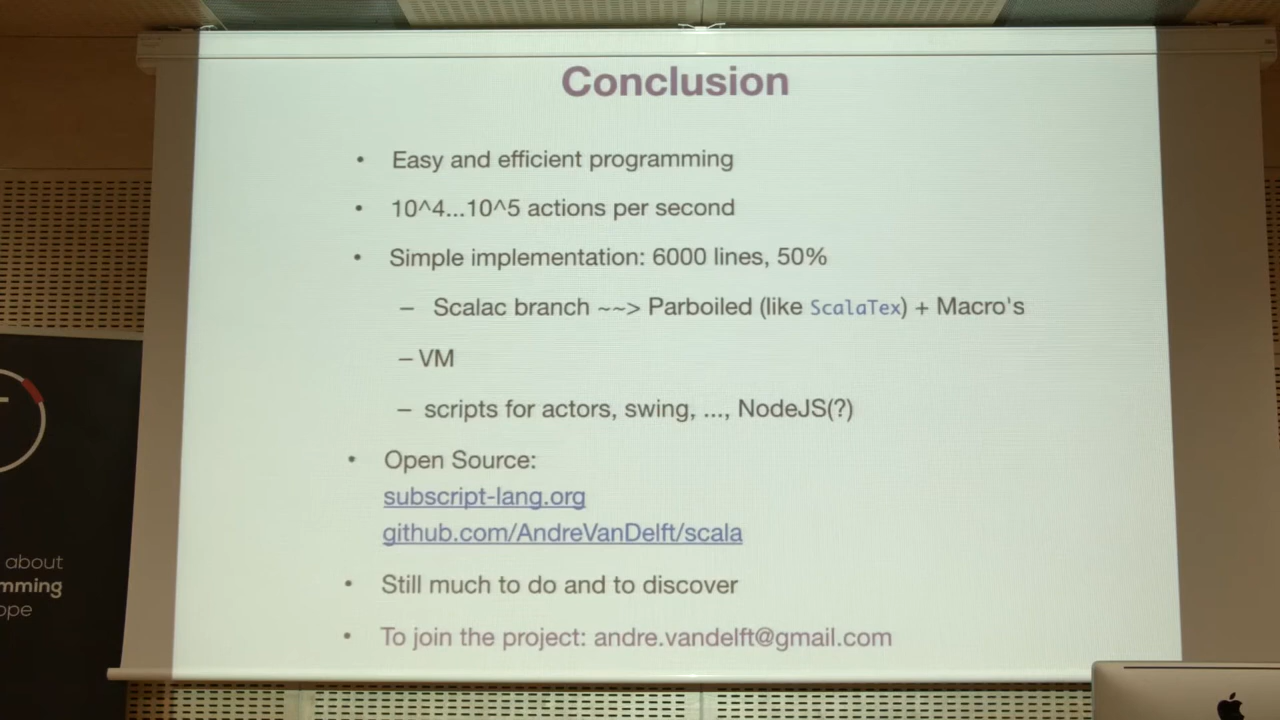 Conclusion
• Easy and efficient programming
• 10^4...10^5 actions per second
• Simple implementation: 6000 lines, 50%
– Scalac branch ~~> Parboiled (like ScalaTex) + Macro's
– VM
– scripts for actors, swing, ..., NodeJS(?)
• Open Source:
subscript-lang.org
github.com/AndreVanDelft/scala
• Still much to do and to discover
• To join the project: andre.vandelft@gmail.com
about
mming
ope